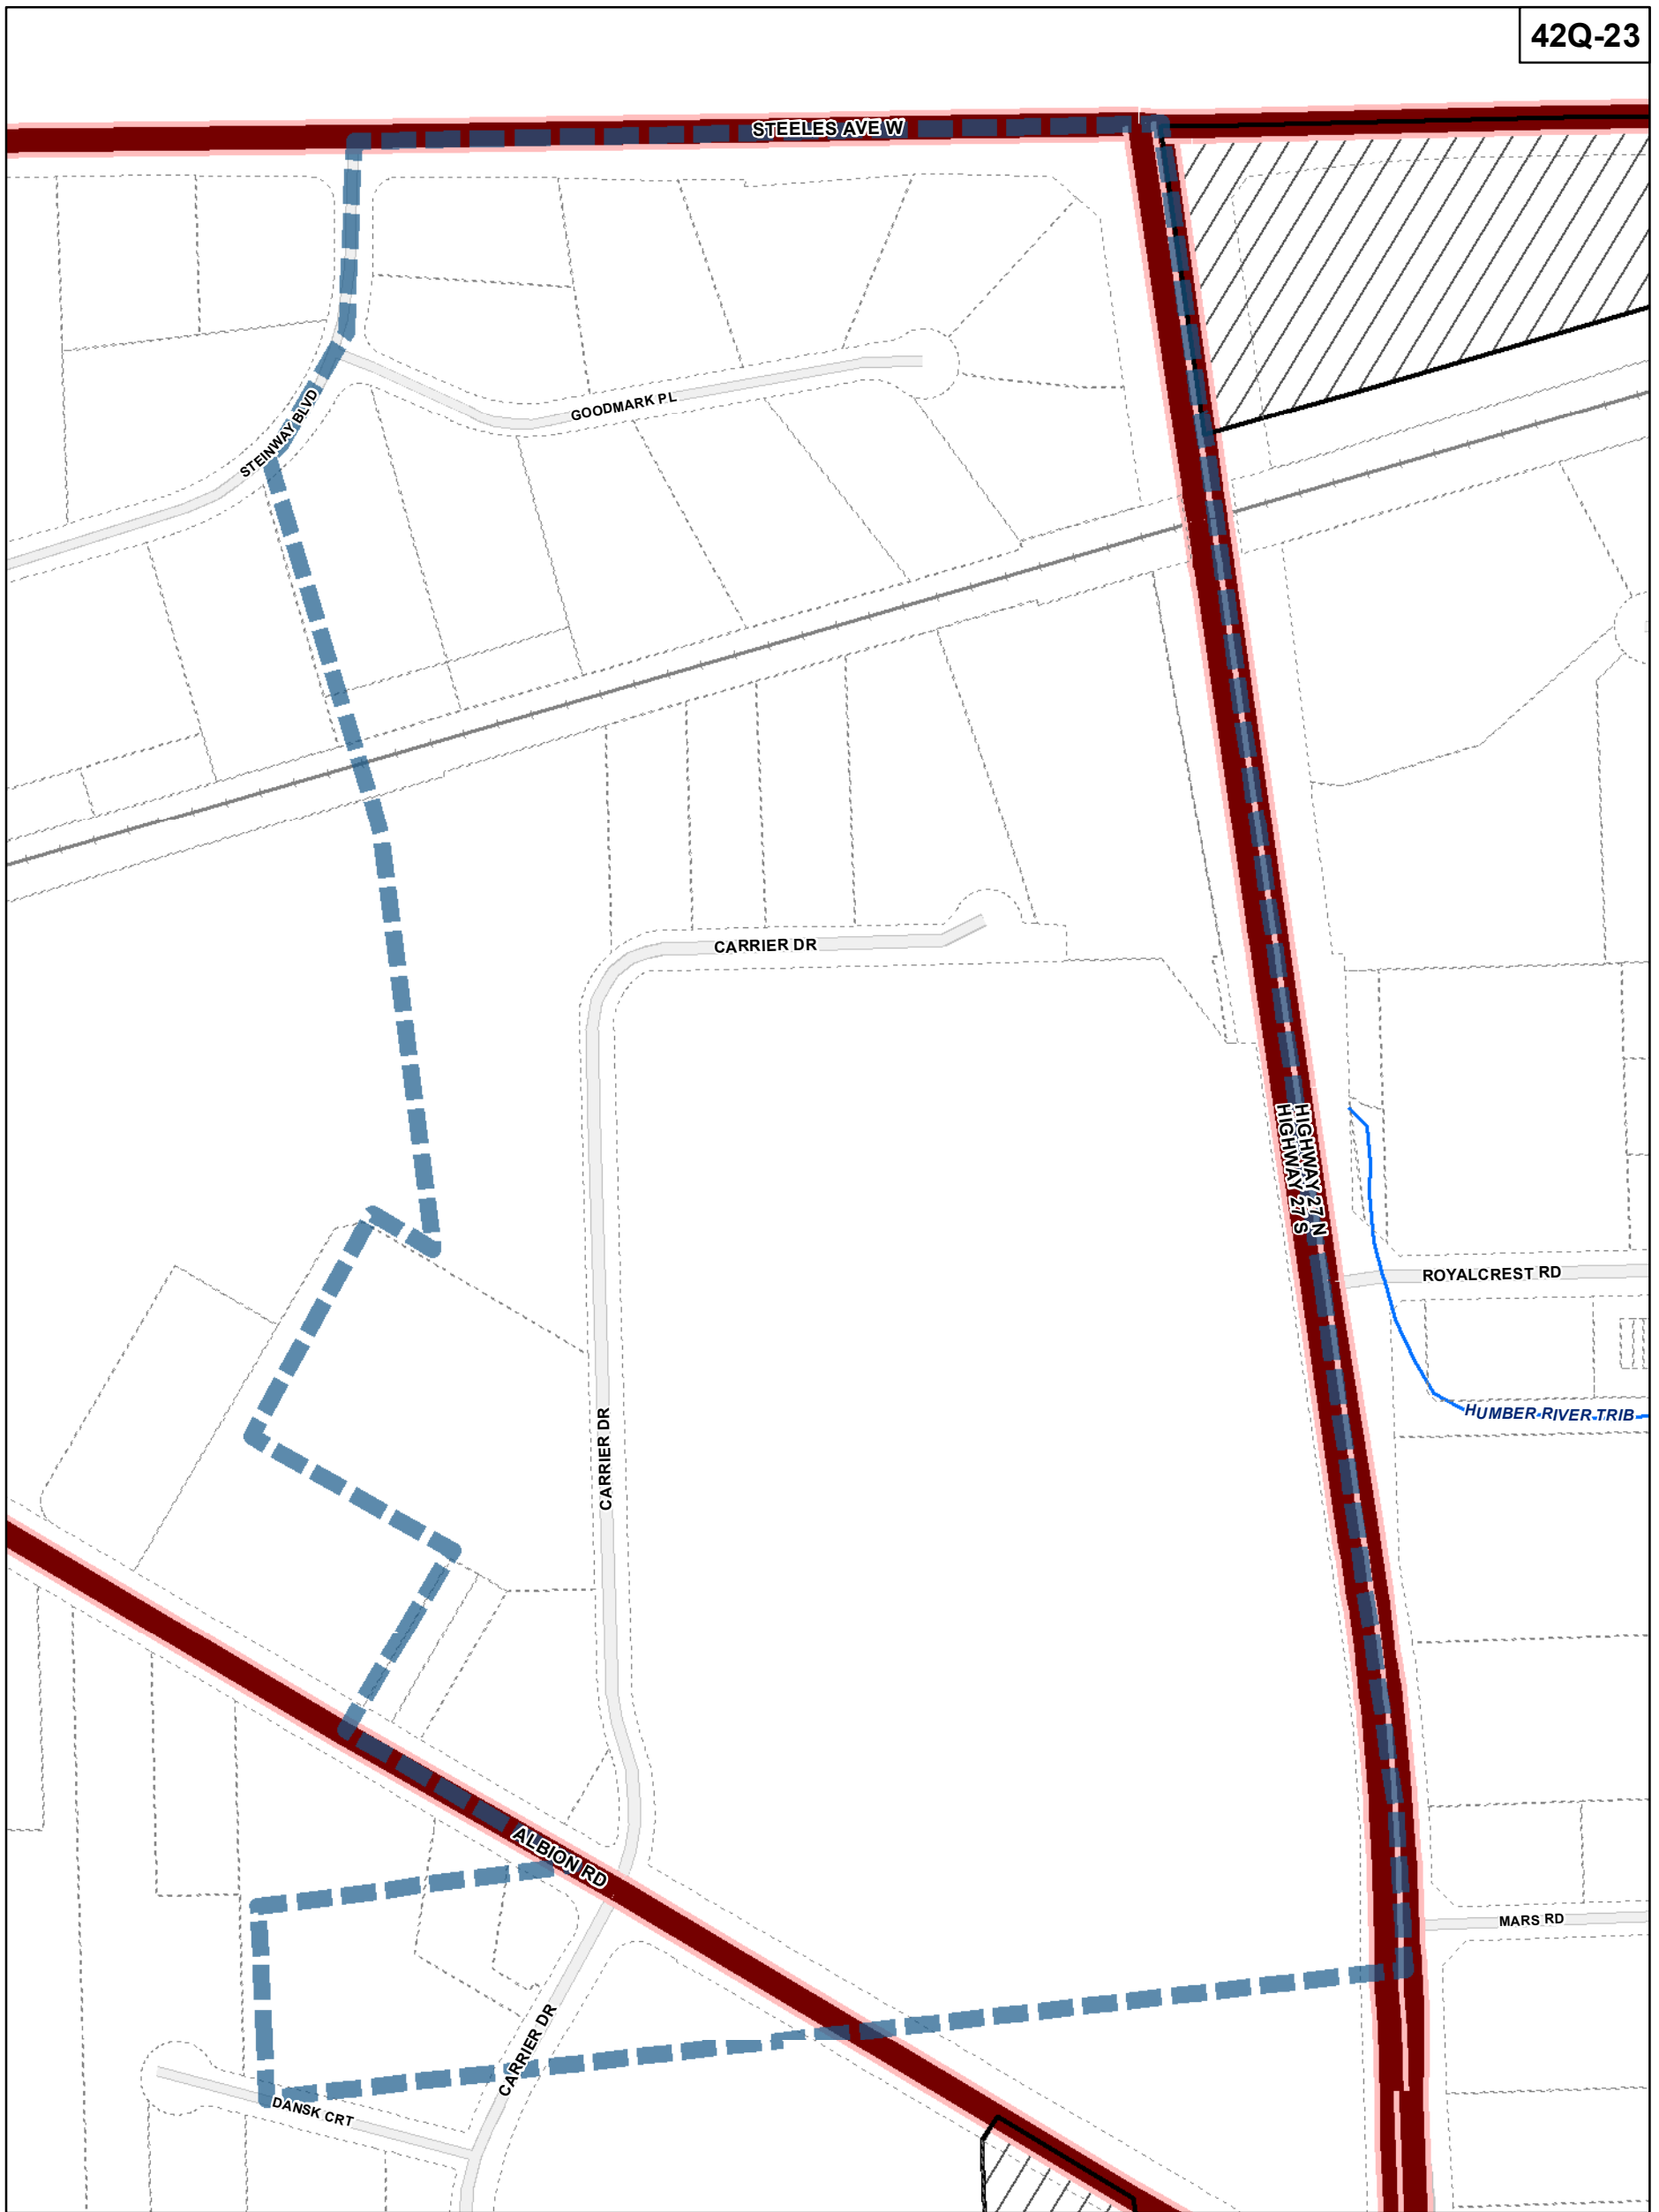 42Q-23
STEELES AVE W
GOODMARK PL
STEINWAY BLVD
CARRIER DR
HIGHWAY 27 N
HIGHWAY 27 S
ROYALCREST RD
HUMBER RIVER TRIB
CARRIER DR
ALBION RD
MARS RD
CARRIER DR
DANSK CRT